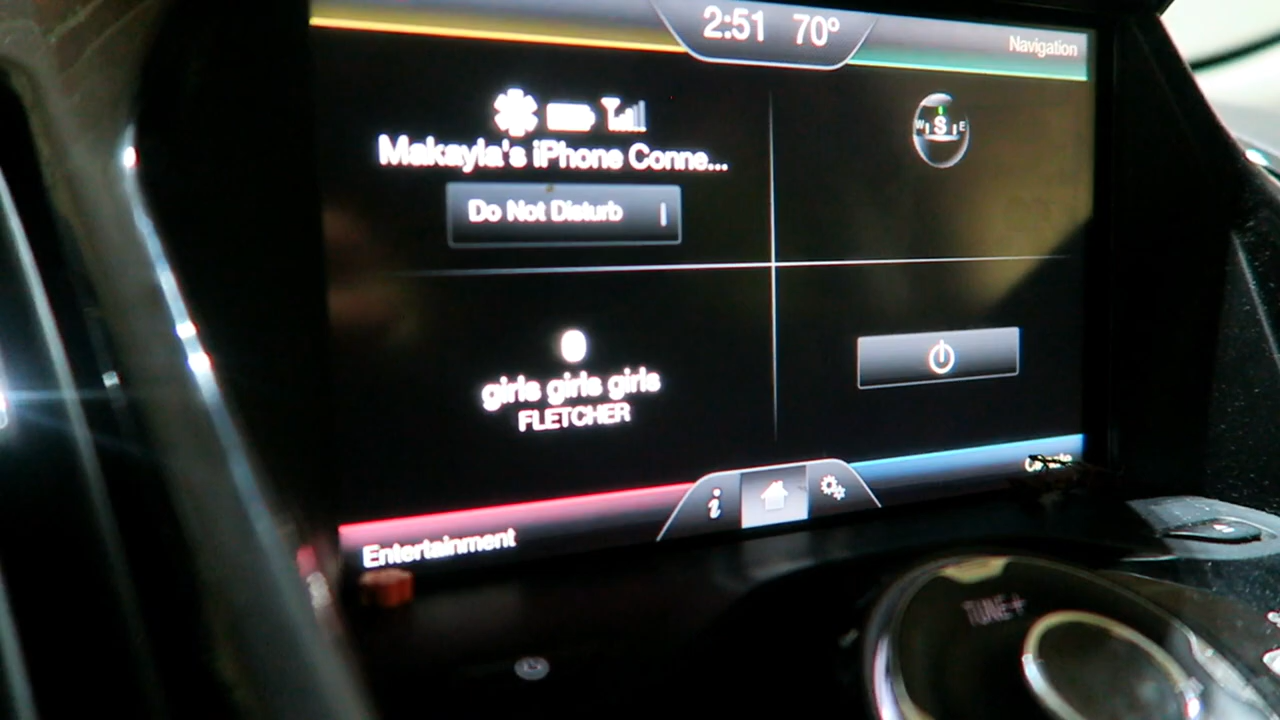 2:51 70°
Navigation
Makayla's iPhone Conne...
W S E
Do Not Disturb
girls girls girls
FLETCHER
i
Entertainment
TUNE+